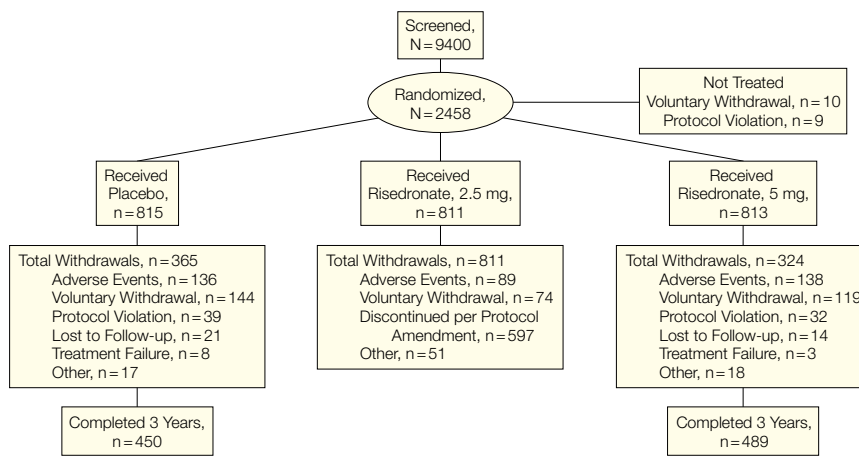 Screened,
N=9400
Randomized,
N=2458
Not Treated
Voluntary Withdrawal, n=10
Protocol Violation, n=9
Received
Placebo,
n=815
Received
Risedronate, 2.5 mg,
n=811
Received
Risedronate, 5 mg,
n=813
Total Withdrawals, n=365
Adverse Events, n=136
Voluntary Withdrawal, n=144
Protocol Violation, n=39
Lost to Follow-up, n=21
Treatment Failure, n=8
Other, n=17
Total Withdrawals, n=811
Adverse Events, n=89
Voluntary Withdrawal, n=74
Discontinued per Protocol
Amendment, n=597
Other, n=51
Total Withdrawals, n=324
Adverse Events, n=138
Voluntary Withdrawal, n=119
Protocol Violation, n=32
Lost to Follow-up, n=14
Treatment Failure, n=3
Other, n=18
Completed 3 Years,
n=450
Completed 3 Years,
n=489